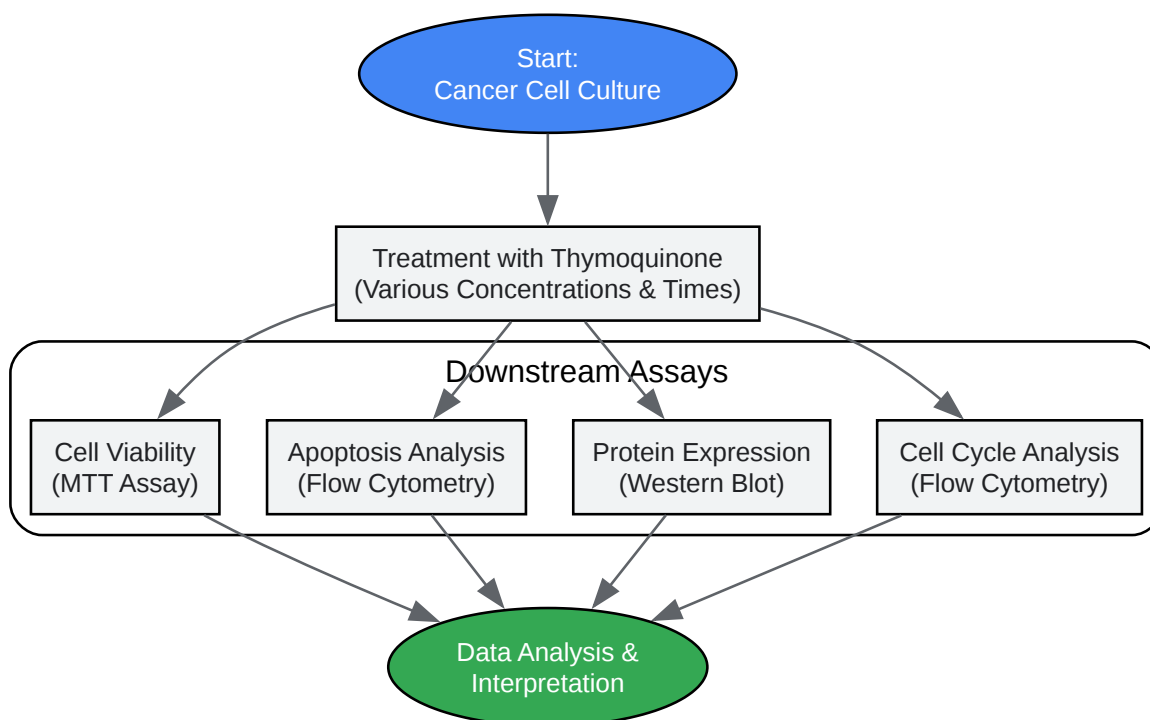 Start:
Cancer Cell Culture
Treatment with Thymoquinone
(Various Concentrations & Times)
Downstream Assays
Cell Viability
(MTT Assay)
Apoptosis Analysis
(Flow Cytometry)
Protein Expression
(Western Blot)
Cell Cycle Analysis
(Flow Cytometry)
Data Analysis &
Interpretation